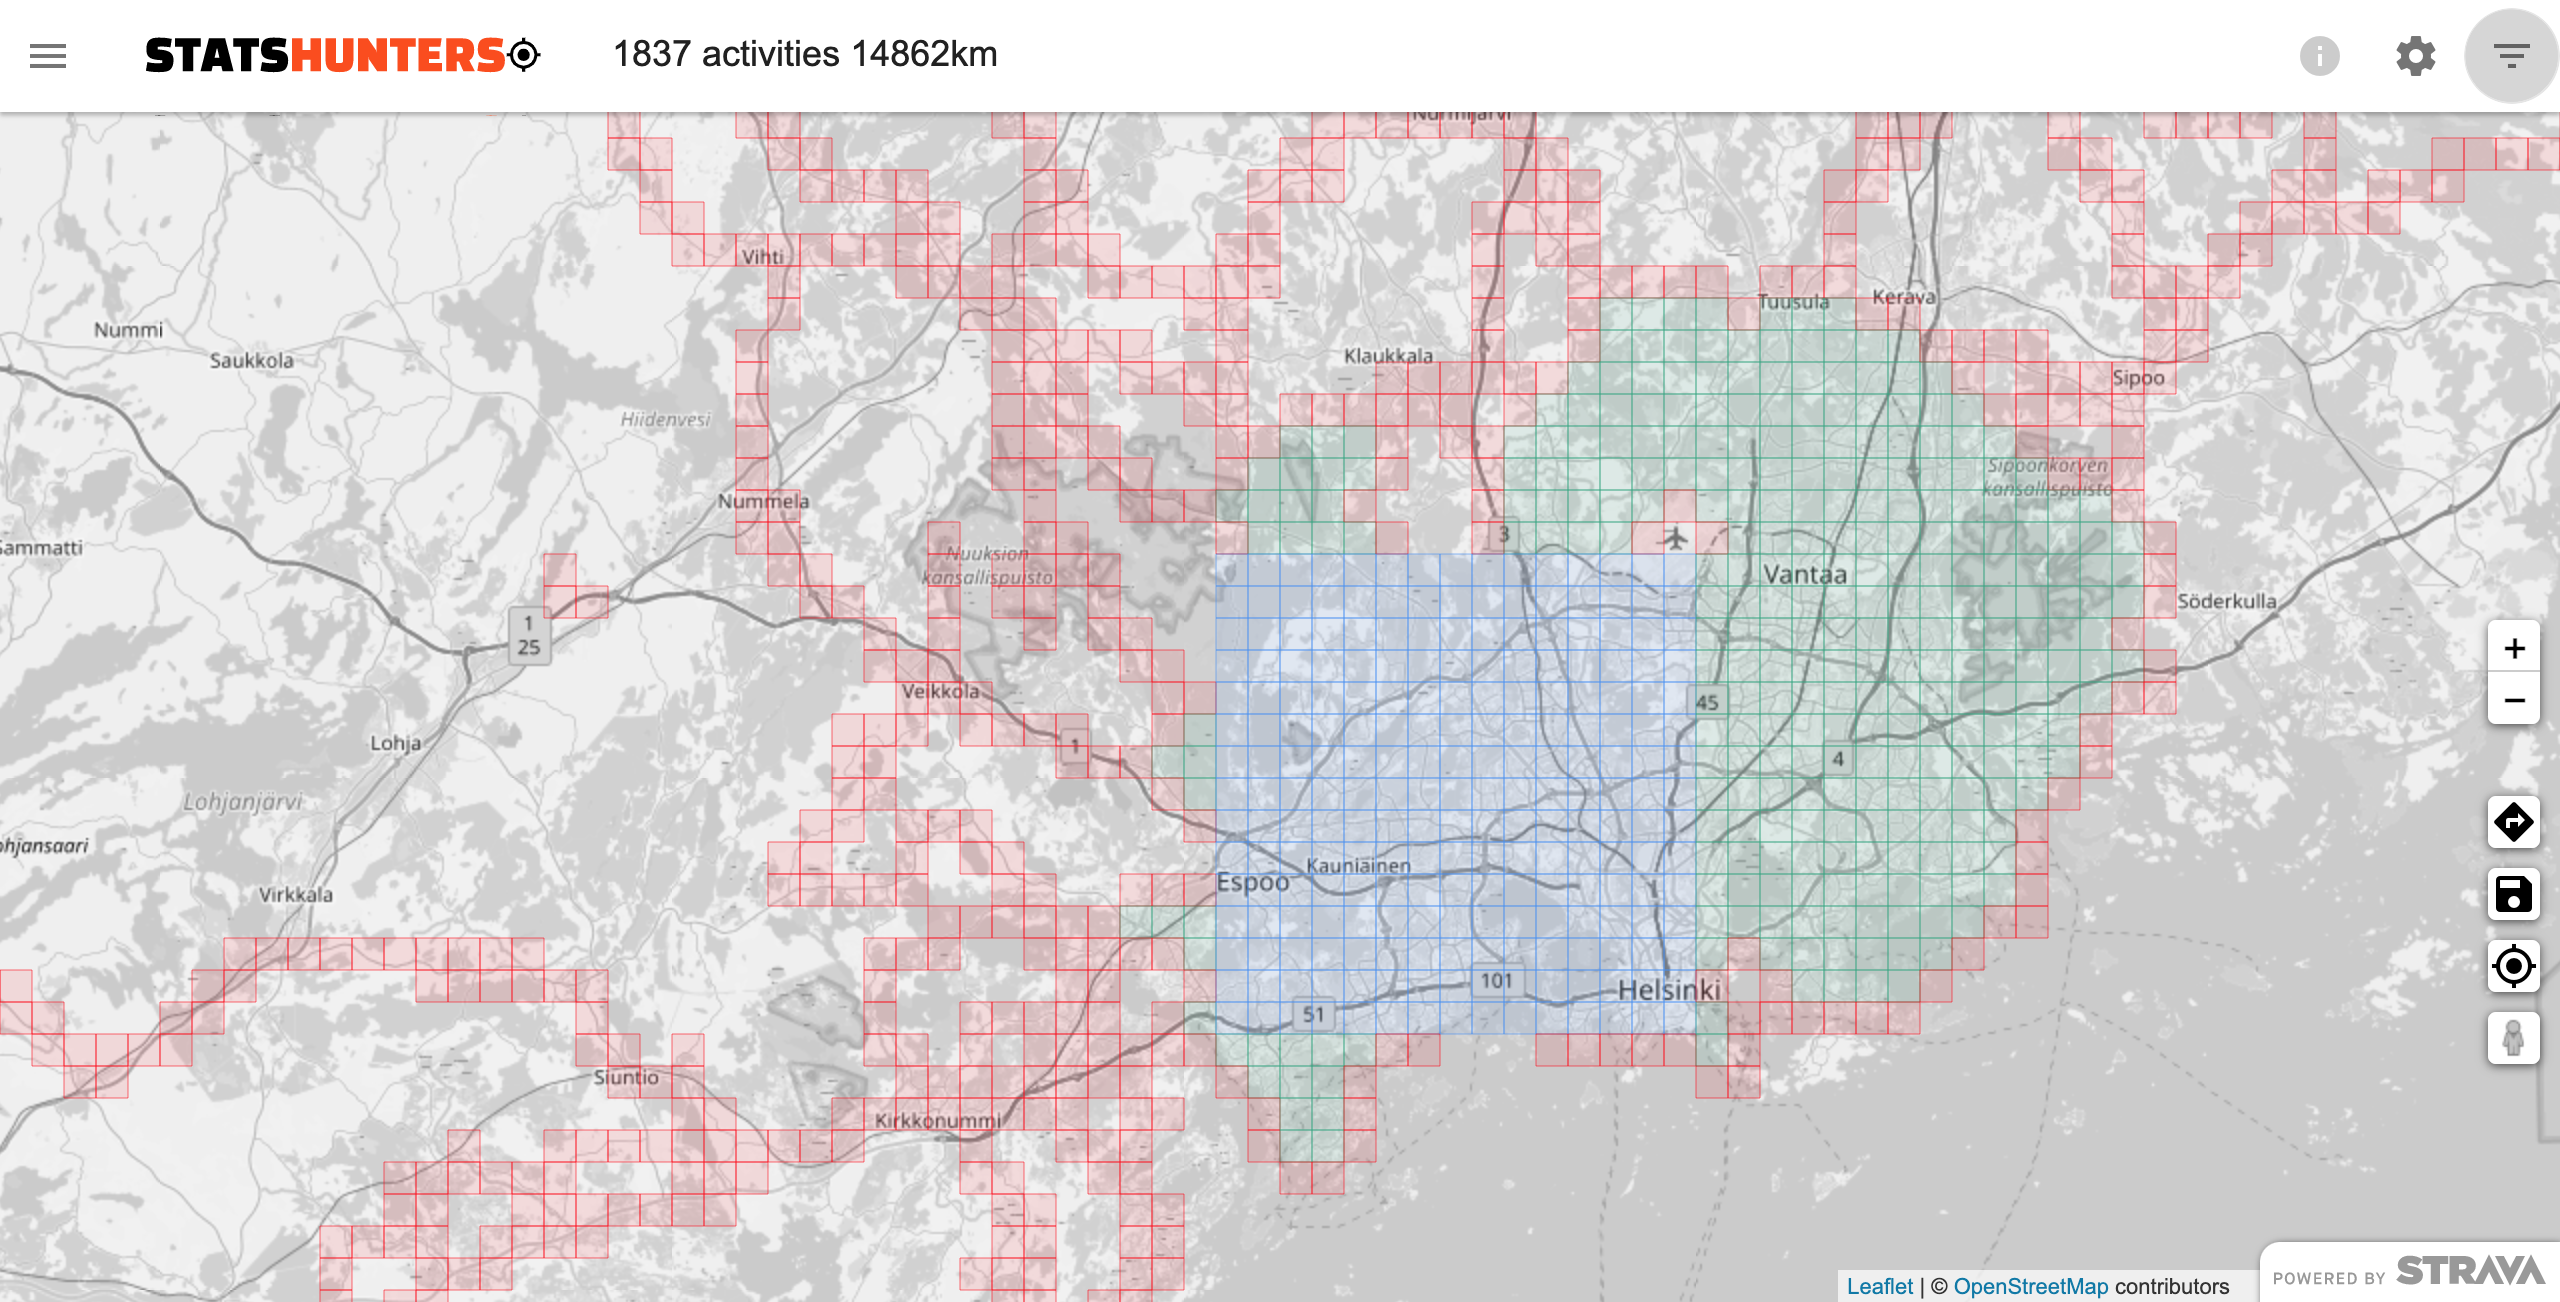 STATSHUNTERS
1837 activities 14862km
Nurmijärvi
Vihti
Tuusula
Kerava
Nummi
Saukkola
Klaukkala
Sipoo
Hiidenvesi
Sipoonkorven
kansallispuisto
Nummela
3
Sammatti
Nuuksion
kansallispuisto
Vantaa
Söderkulla
1
25
+
Veikkola
−
45
Lohja
1
4
Lohjanjärvi
ohjansaari
Kauniainen
Espoo
Virkkala
101
Helsinki
51
Siuntio
Kirkkonummi
POWERED BY STRAVA
Leaflet | © OpenStreetMap contributors